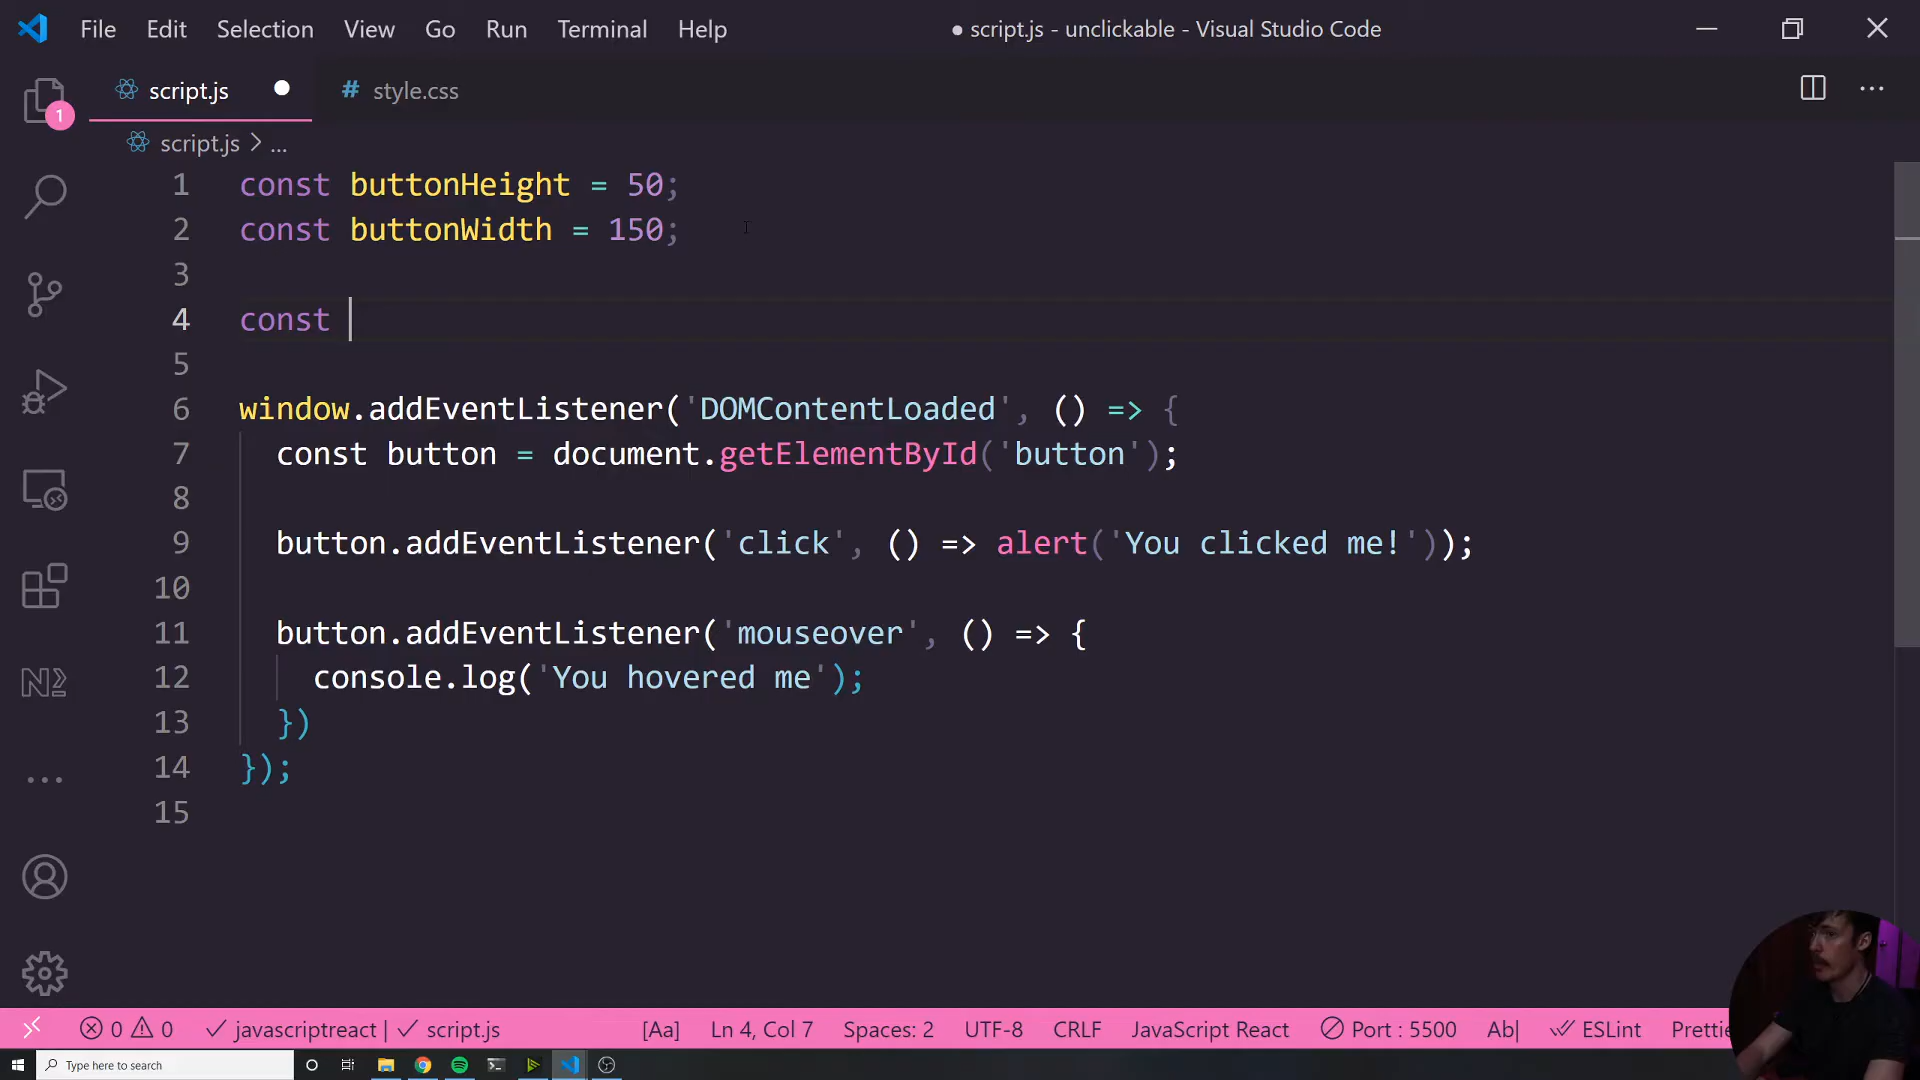 File Edit Selection View Go Run Terminal Help
● script.js - unclickable - Visual Studio Code
script.js
# style.css
1
script.js > ...
1 const buttonHeight = 50;
2 const buttonWidth = 150;
3
4 const
5
6 window.addEventListener('DOMContentLoaded', () => {
7 const button = document.getElementById('button');
8
9 button.addEventListener('click', () => alert('You clicked me!'));
10
11 button.addEventListener('mouseover', () => {
12 console.log('You hovered me');
13 })
14 });
15
0 0 javascriptreact | script.js [Aa] Ln 4, Col 7 Spaces: 2 UTF-8 CRLF JavaScript React Port : 5500 Ab| ESLint Prettie
Type here to search